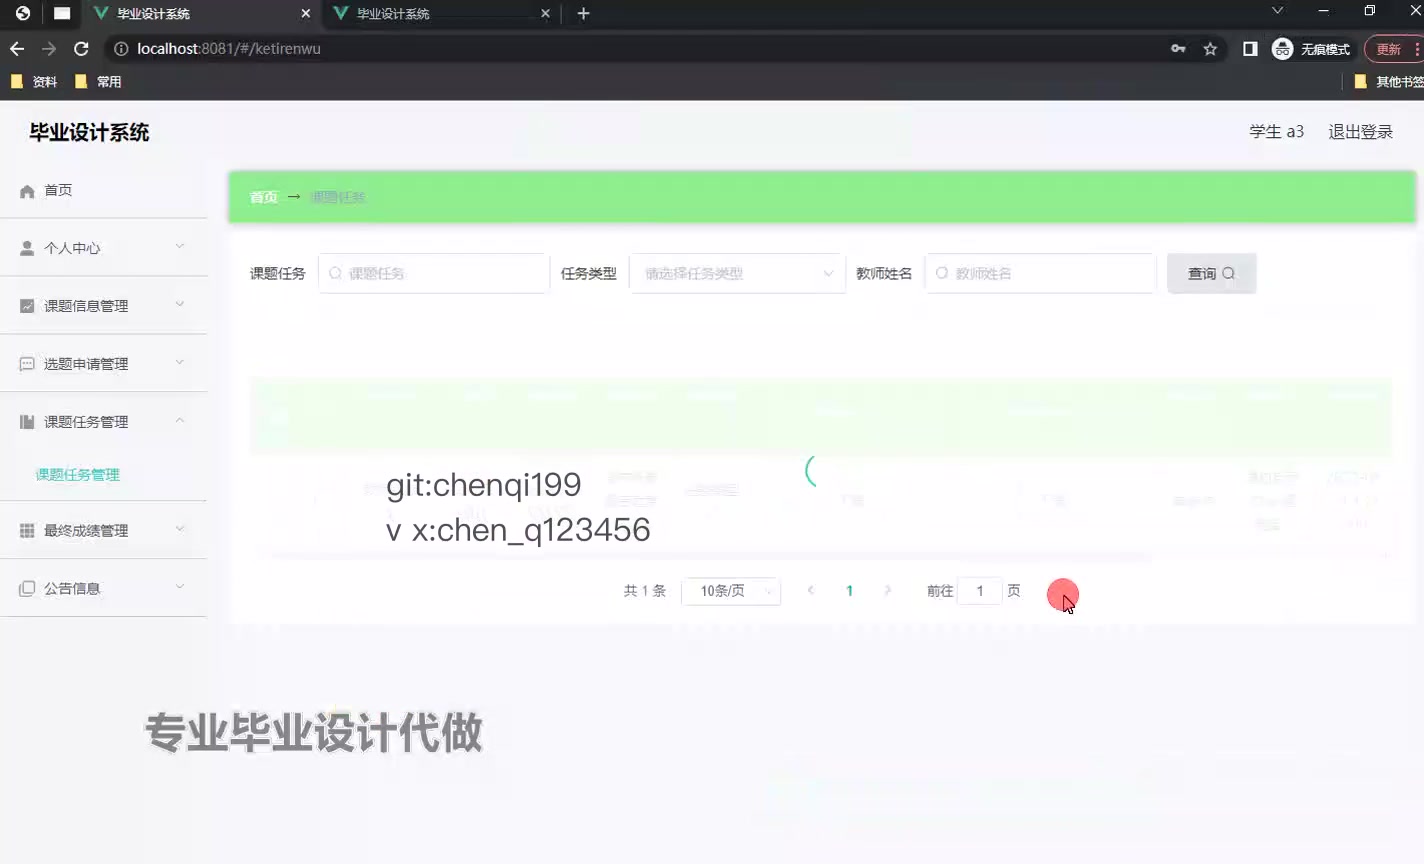 毕业设计系统
毕业设计系统
localhost:8081/#/ketirenwu
无痕模式
更新
资料
常用
其他书签
毕业设计系统
学生 a3
退出登录
首页
个人中心
课题信息管理
选题申请管理
课题任务管理
课题任务管理
最终成绩管理
公告信息
首页 → 课题任务
课题任务
课题任务
任务类型
请选择任务类型
教师姓名
教师姓名
查询
git:chenqi199
v x:chen_q123456
共 1 条
10条/页
1
前往 1 页
专业毕业设计代做